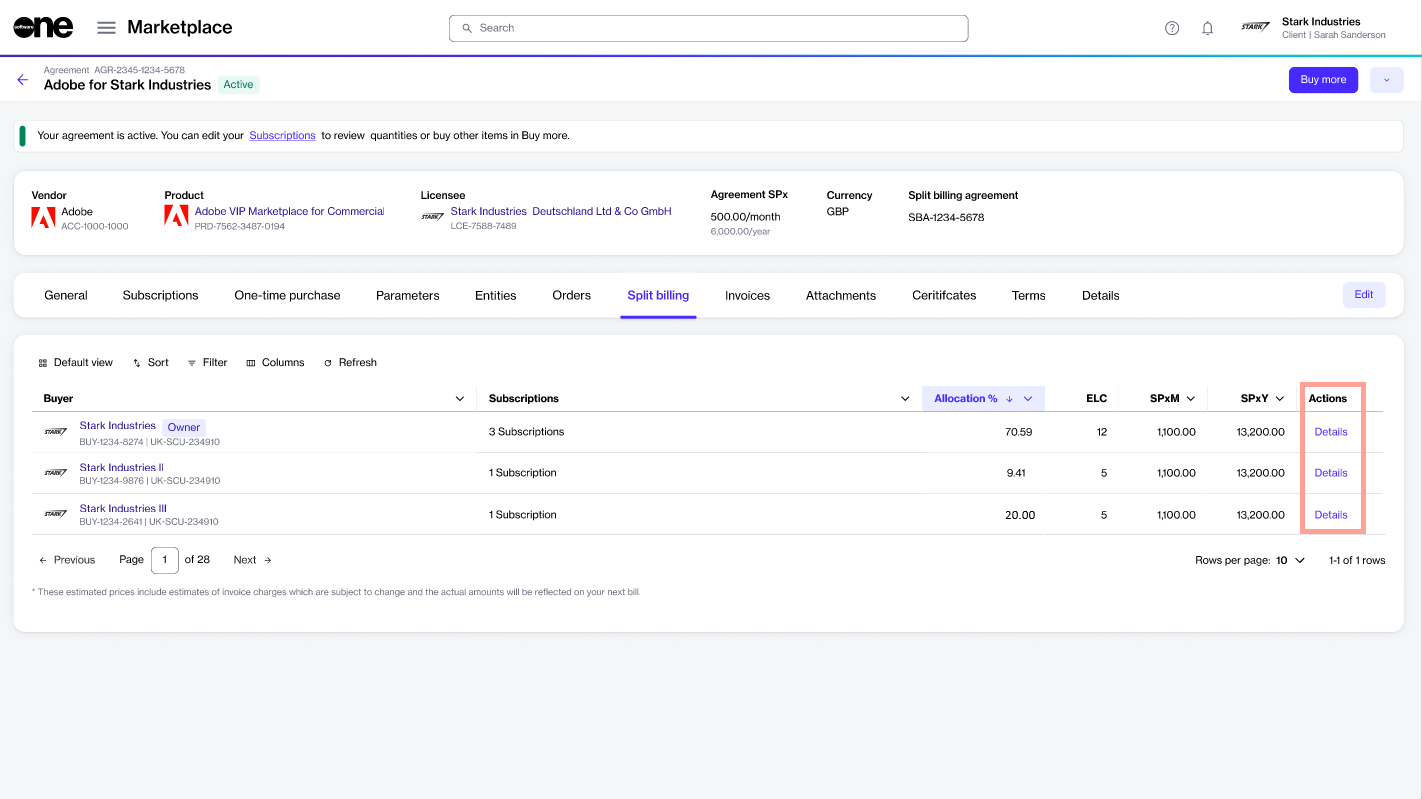 software one Marketplace Search Stark Industries
Client | Sarah Sanderson
Agreement AGR-2345-1234-5678
Adobe for Stark Industries Active Buy more
Your agreement is active. You can edit your Subscriptions to review quantities or buy other items in Buy more.
Vendor Product Licensee Agreement SPx Currency Split billing agreement
Adobe Adobe VIP Marketplace for Commercial Stark Industries Deutschland Ltd & Co GmbH 500.00/month GBP SBA-1234-5678
ACC-1000-1000 PRD-7562-3487-0194 LCE-7588-7489 6,000.00/year
General Subscriptions One-time purchase Parameters Entities Orders Split billing Invoices Attachments Ceritifcates Terms Details Edit
Default view Sort Filter Columns Refresh
Buyer Subscriptions Allocation % ELC SPxM SPxY Actions
STARK Stark Industries Owner 3 Subscriptions 70.59 12 1,100.00 13,200.00 Details
BUY-1234-8274 | UK-SCU-234910
STARK Stark Industries II 1 Subscription 9.41 5 1,100.00 13,200.00 Details
BUY-1234-9876 | UK-SCU-234910
STARK Stark Industries III 1 Subscription 20.00 5 1,100.00 13,200.00 Details
BUY-1234-2641 | UK-SCU-234910
Previous Page 1 of 28 Next Rows per page: 10 1-1 of 1 rows
* These estimated prices include estimates of invoice charges which are subject to change and the actual amounts will be reflected on your next bill.